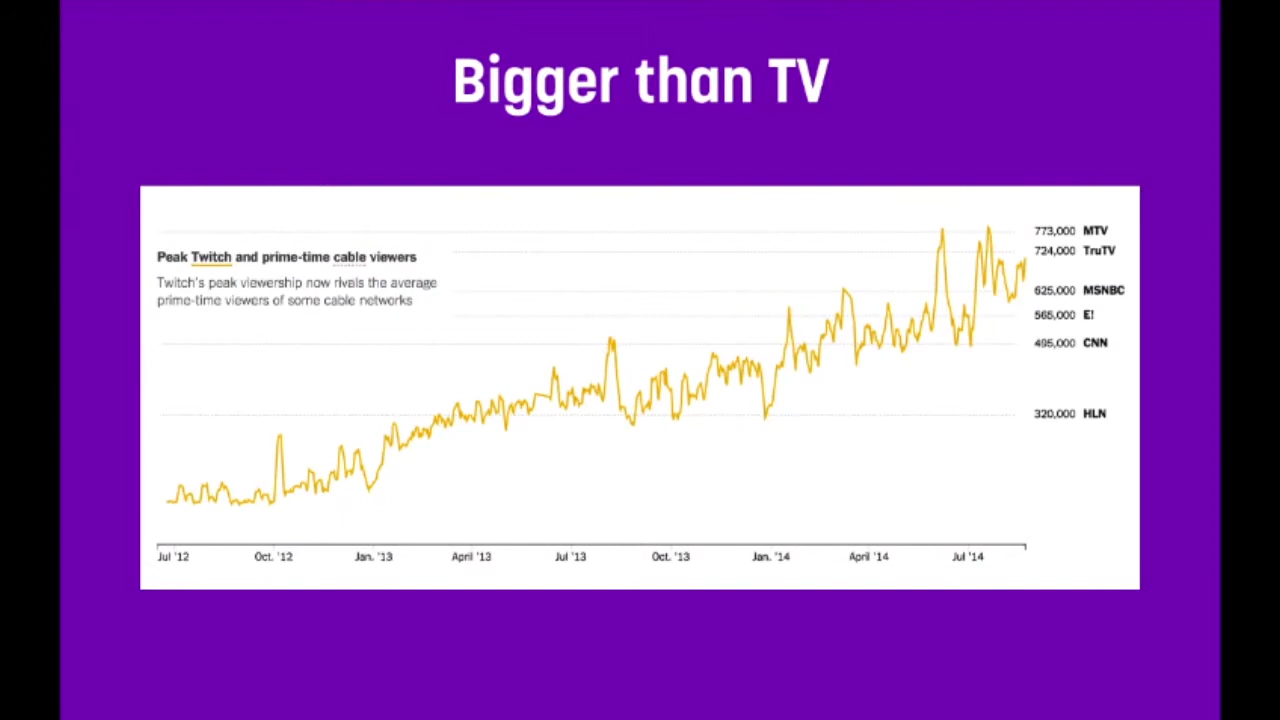 Bigger than TV
Peak Twitch and prime-time cable viewers
Twitch's peak viewership now rivals the average
prime-time viewers of some cable networks
773,000 MTV
724,000 TruTV
625,000 MSNBC
565,000 E!
495,000 CNN
320,000 HLN
Jul '12 Oct. '12 Jan. '13 April '13 Jul '13 Oct. '13 Jan. '14 April '14 Jul '14